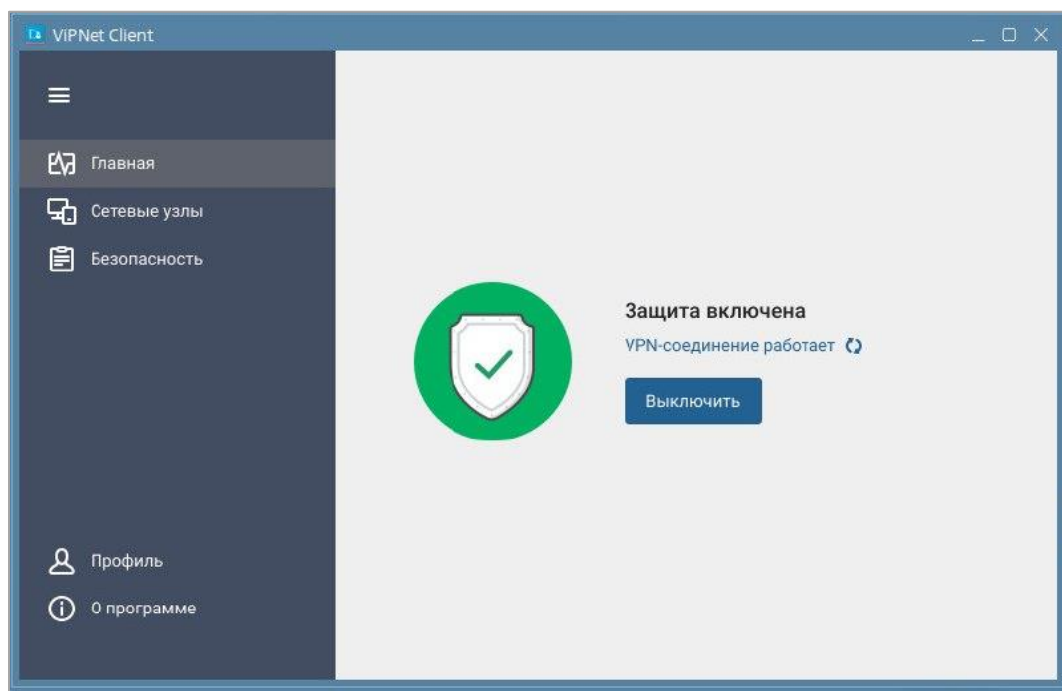 ViPNet Client
Главная
Сетевые узлы
Безопасность
Защита включена
VPN-соединение работает
Выключить
Профиль
О программе